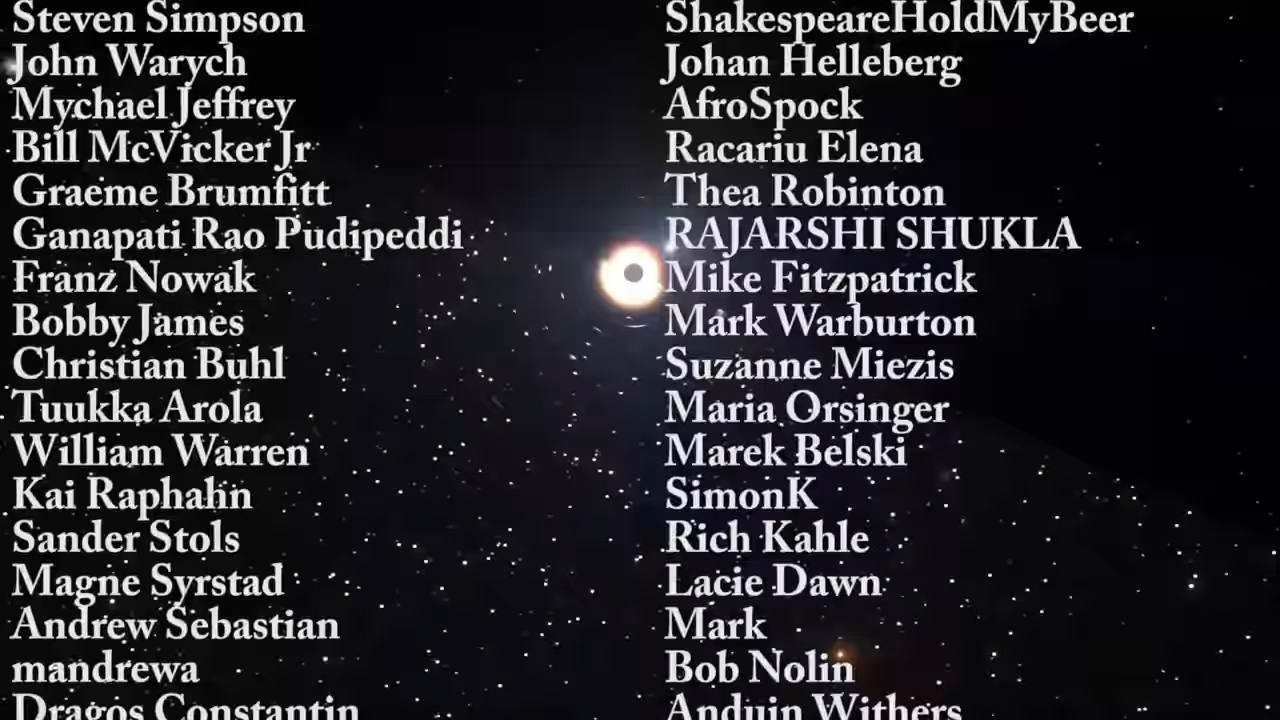 Steven Simpson
John Warych
Mychael Jeffrey
Bill McVicker Jr
Graeme Brumfitt
Ganapati Rao Pudipeddi
Franz Nowak
Bobby James
Christian Buhl
Tuukka Arola
William Warren
Kai Raphahn
Sander Stols
Magne Syrstad
Andrew Sebastian
mandrewa
Dragos Constantin
ShakespeareHoldMyBeer
Johan Helleberg
AfroSpock
Racariu Elena
Thea Robinton
RAJARSHI SHUKLA
Mike Fitzpatrick
Mark Warburton
Suzanne Miezis
Maria Orsinger
Marek Belski
SimonK
Rich Kahle
Lacie Dawn
Mark
Bob Nolin
Anduin Withers